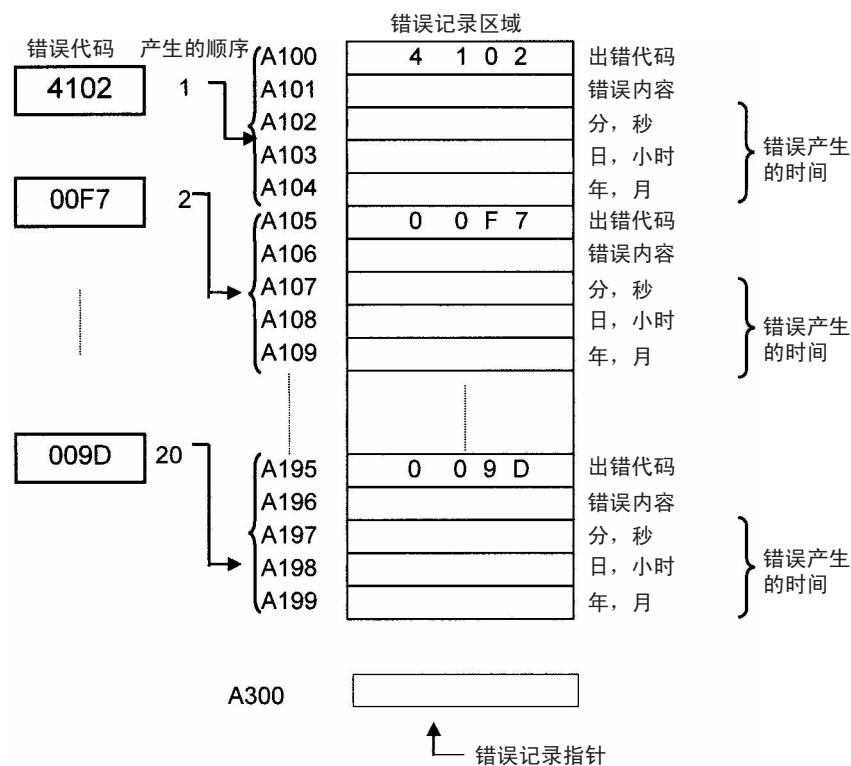 错误记录区域
错误代码 产生的顺序
A100 4 1 0 2 出错代码
4102 1 A101 错误内容
A102 分，秒
A103 日，小时
A104 年，月
错误产生
的时间
00F7 2
A105 0 0 F 7 出错代码
A106 错误内容
A107 分，秒
A108 日，小时
A109 年，月
错误产生
的时间
009D 20
A195 0 0 9 D 出错代码
A196 错误内容
A197 分，秒
A198 日，小时
A199 年，月
错误产生
的时间
A300
错误记录指针